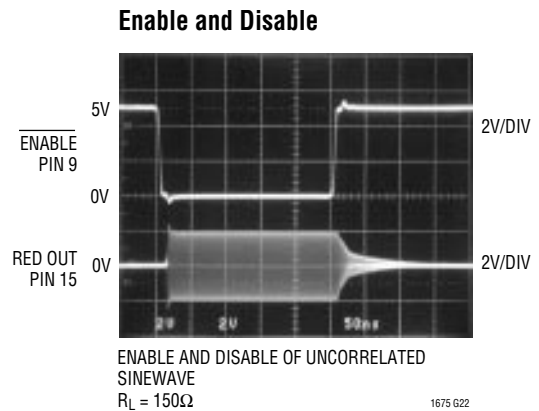 Enable and Disable
5V
2V/DIV
ENABLE
PIN 9
0V
RED OUT
PIN 15
0V
2V/DIV
2V 2V 50ns
ENABLE AND DISABLE OF UNCORRELATED
SINEWAVE
RL = 150Ω
1675 G22